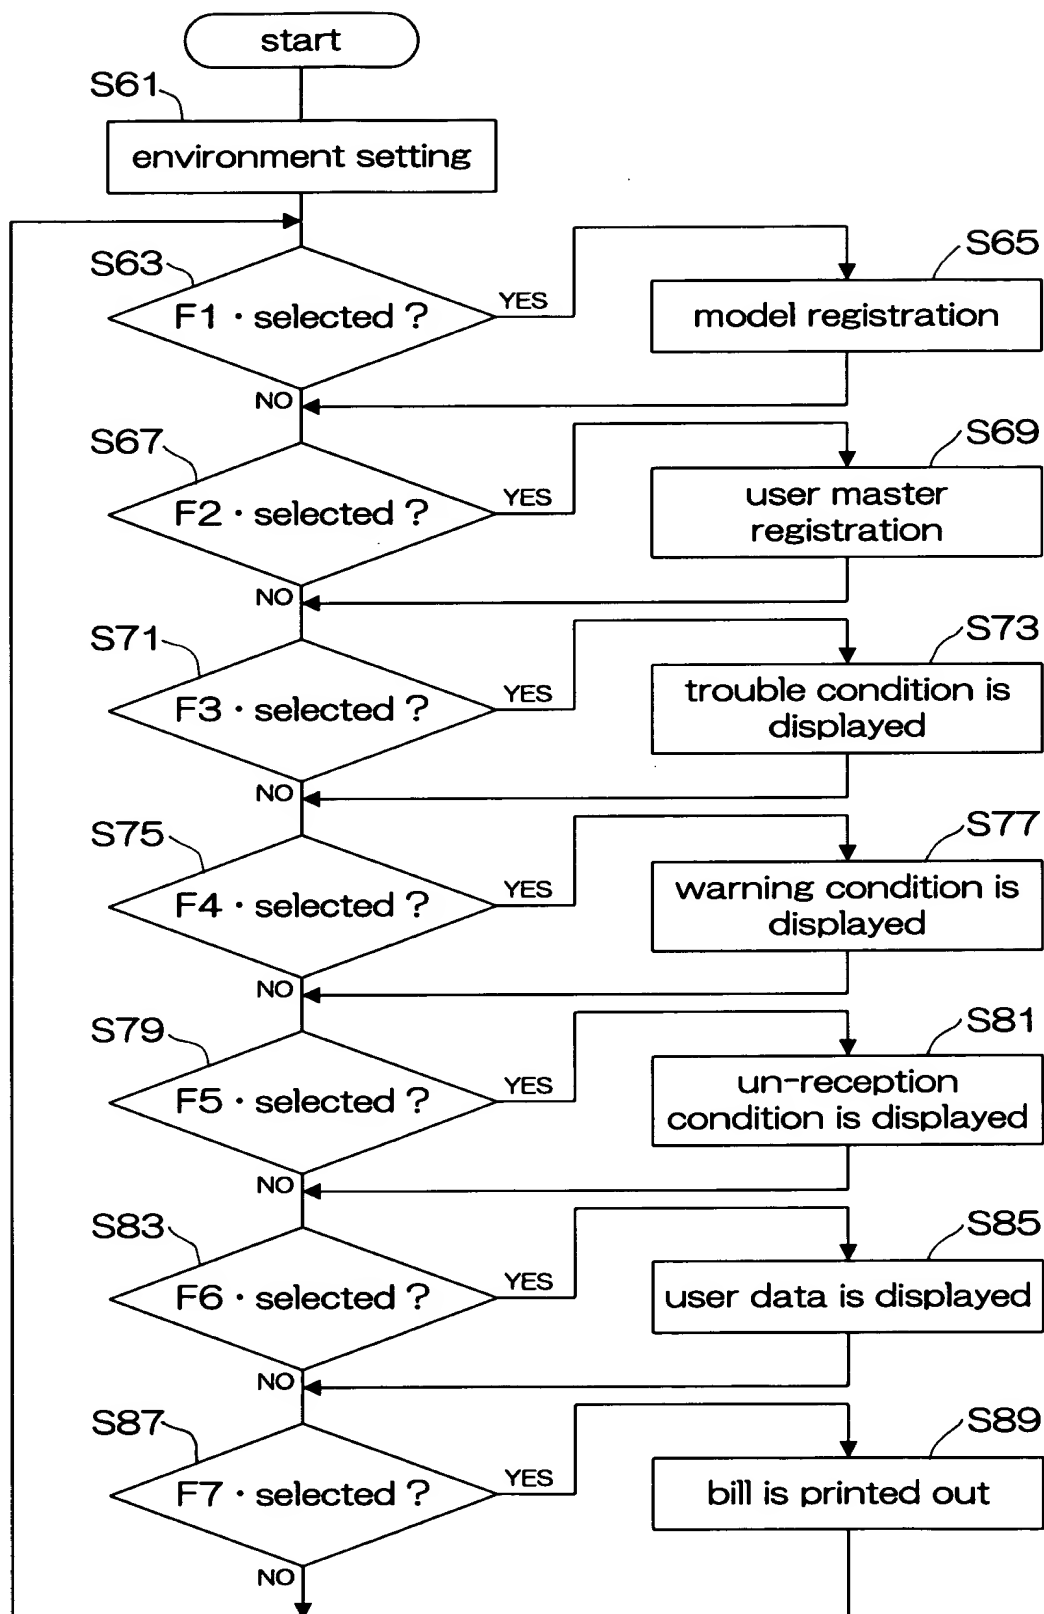 start
S61
environment setting
S63
F1・selected ?
YES
S65
model registration
NO
S67
F2・selected ?
YES
S69
user master
registration
NO
S71
F3・selected ?
YES
S73
trouble condition is
displayed
NO
S75
F4・selected ?
YES
S77
warning condition is
displayed
NO
S79
F5・selected ?
YES
S81
un-reception
condition is displayed
NO
S83
F6・selected ?
YES
S85
user data is displayed
NO
S87
F7・selected ?
YES
S89
bill is printed out
NO